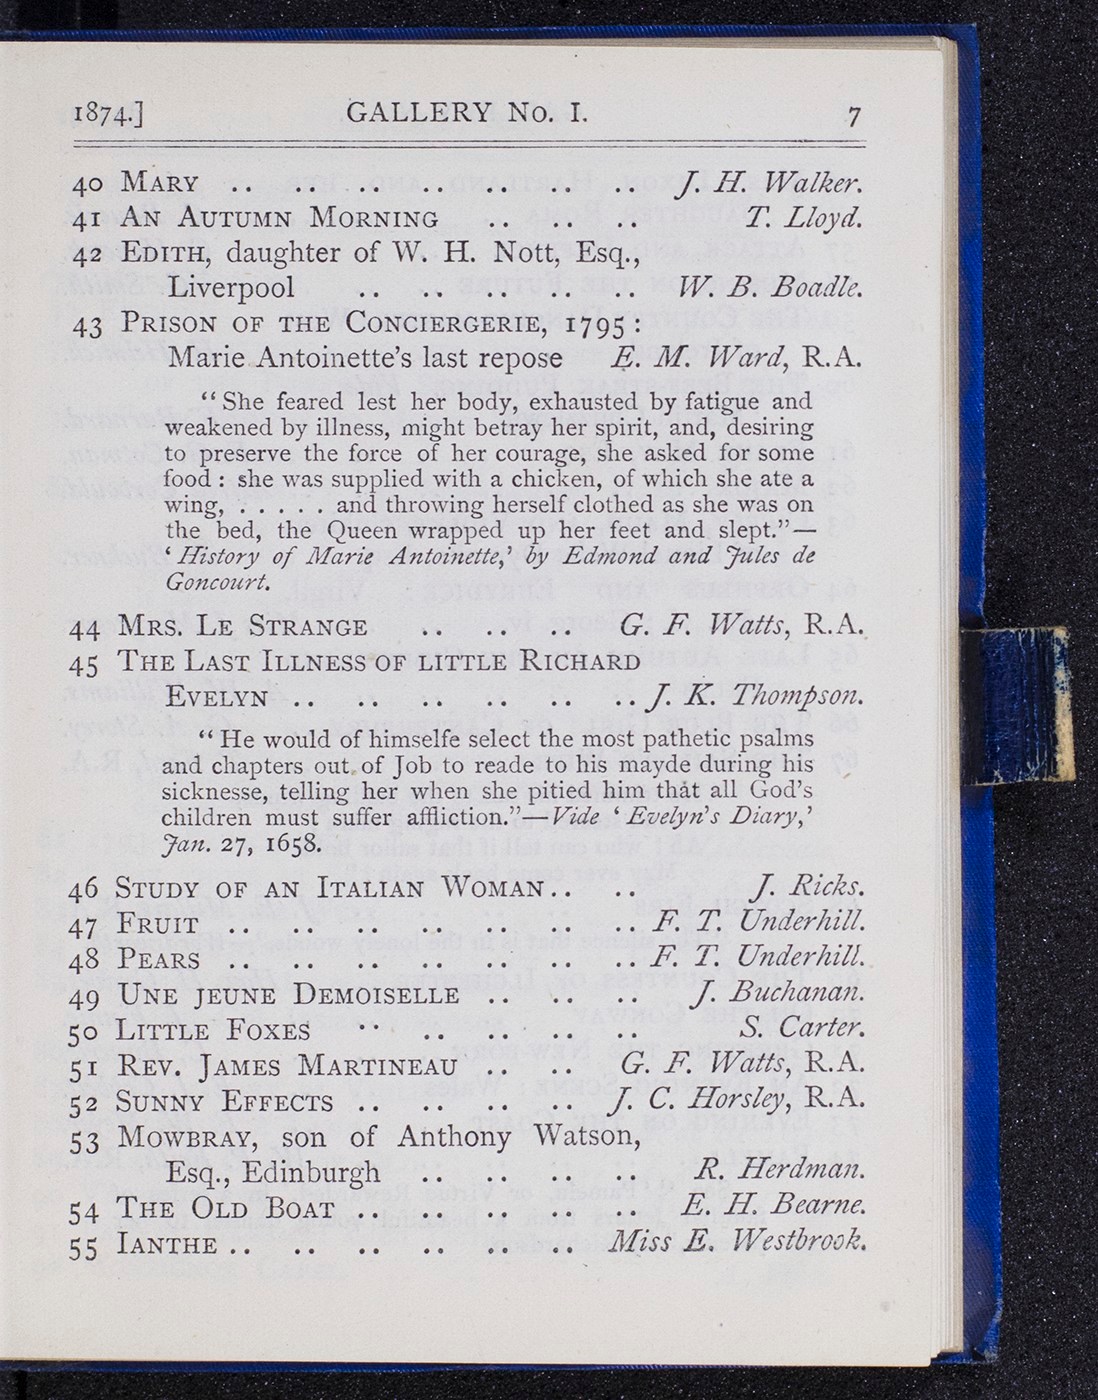 1874.] GALLERY No. I. 7
40 MARY .. .. .. .. .. .. .. J. H. Walker.
41 AN AUTUMN MORNING .. .. .. T. Lloyd.
42 EDITH, daughter of W. H. Nott, Esq.,
Liverpool .. .. .. .. .. W. B. Boadle.
43 PRISON OF THE CONCIERGERIE, 1795 :
Marie Antoinette's last repose E. M. Ward, R.A.
“ She feared lest her body, exhausted by fatigue and
weakened by illness, might betray her spirit, and, desiring
to preserve the force of her courage, she asked for some
food : she was supplied with a chicken, of which she ate a
wing, . . . . . and throwing herself clothed as she was on
the bed, the Queen wrapped up her feet and slept.”—
‘ History of Marie Antoinette,’ by Edmond and Jules de
Goncourt.
44 MRS. LE STRANGE .. .. .. G. F. Watts, R.A.
45 THE LAST ILLNESS OF LITTLE RICHARD
EVELYN .. .. .. .. .. .. J. K. Thompson.
“ He would of himselfe select the most pathetic psalms
and chapters out of Job to reade to his mayde during his
sicknesse, telling her when she pitied him that all God's
children must suffer affliction.”—Vide ‘ Evelyn's Diary,’
Jan. 27, 1658.
46 STUDY OF AN ITALIAN WOMAN .. .. J. Ricks.
47 FRUIT .. .. .. .. .. .. .. F. T. Underhill.
48 PEARS .. .. .. .. .. .. .. F. T. Underhill.
49 UNE JEUNE DEMOISELLE .. .. .. J. Buchanan.
50 LITTLE FOXES .. .. .. .. .. S. Carter.
51 REV. JAMES MARTINEAU .. .. G. F. Watts, R.A.
52 SUNNY EFFECTS .. .. .. .. J. C. Horsley, R.A.
53 MOWBRAY, son of Anthony Watson,
Esq., Edinburgh .. .. .. .. R. Herdman.
54 THE OLD BOAT .. .. .. .. .. E. H. Bearne.
55 IANTHE .. .. .. .. .. .. Miss E. Westbrook.